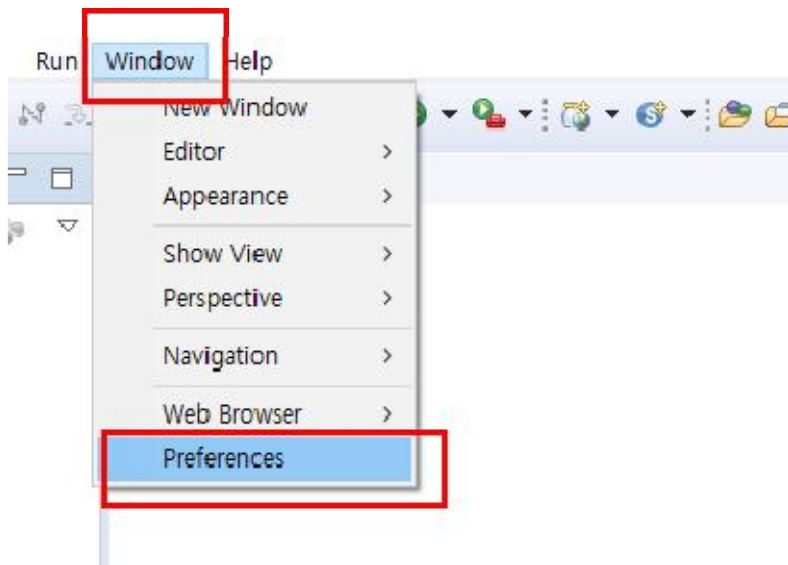 Run Window Help
New Window
Editor
Appearance
Show View
Perspective
Navigation
Web Browser
Preferences